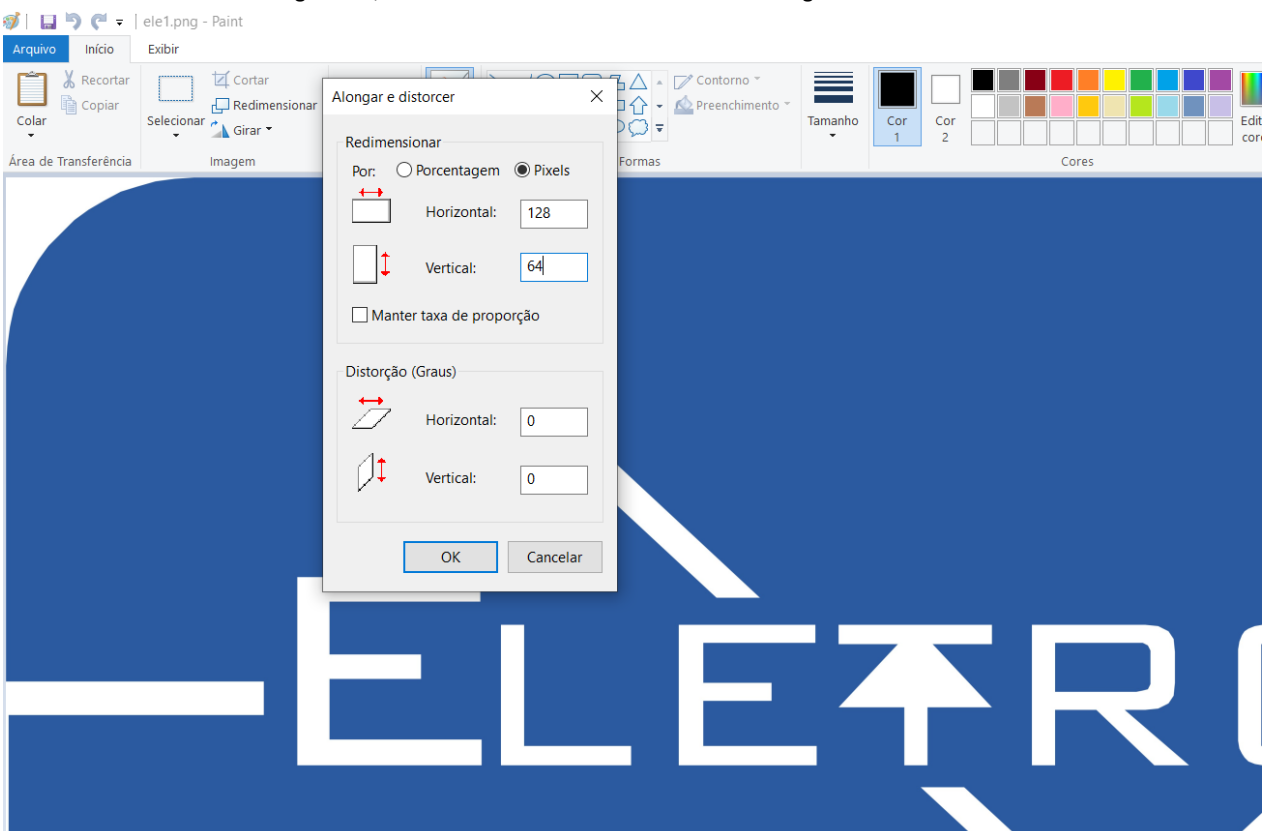 ele1.png - Paint
Arquivo Início Exibir
Colar
Recortar
Copiar
Área de Transferência
Selecionar
Cortar
Redimensionar
Girar
Imagem
Contorno
Preenchimento
Formas
Tamanho
Cor
1
Cor
2
Cores
Alongar e distorcer
Redimensionar
Por: Porcentagem Pixels
Horizontal: 128
Vertical: 64
Manter taxa de proporção
Distorção (Graus)
Horizontal: 0
Vertical: 0
OK Cancelar
ELETRO